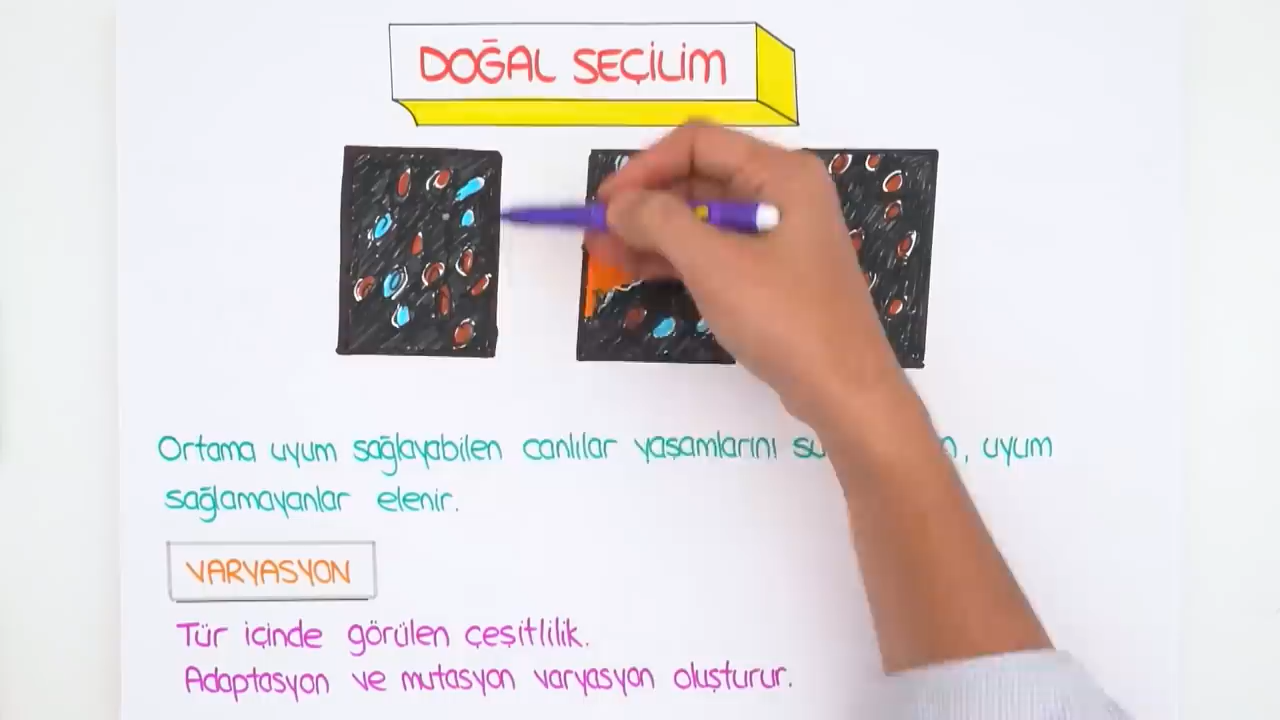 DOĞAL SEÇİLİM
Ortama uyum sağlayabilen canlılar yaşamlarını , uyum
sağlamayanlar elenir.
VARYASYON
Tür içinde görülen çeşitlilik.
Adaptasyon ve mutasyon varyasyon oluşturur.